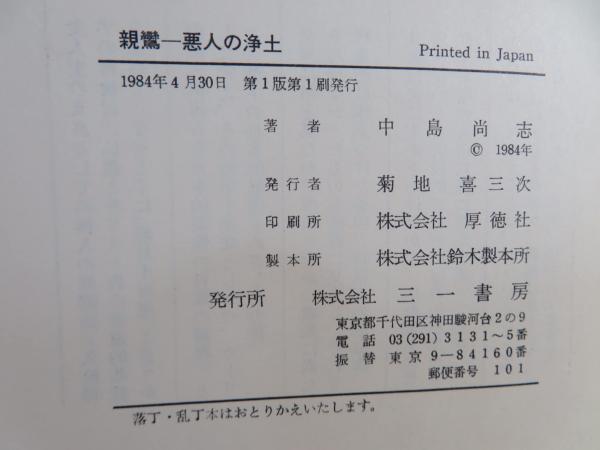 親鸞―悪人の浄土 Printed in Japan
1984年4月30日 第1版第1刷発行
著者 中島尚志
© 1984年
発行者 菊地喜三次
印刷所 株式会社 厚徳社
製本所 株式会社鈴木製本所
発行所 株式会社 三一書房
東京都千代田区神田駿河台2の9
電話 03(291)3131～5番
振替 東京9－84160番
郵便番号 101
落丁・乱丁本はおとりかえいたします。